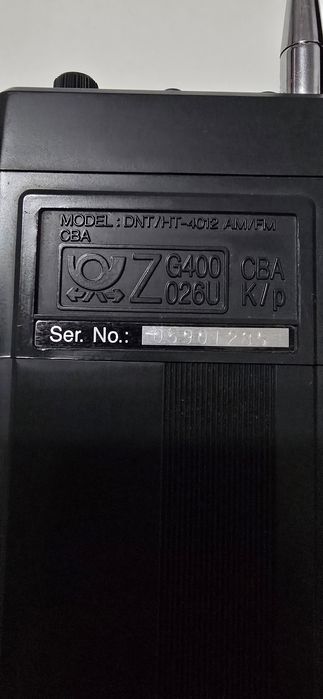 MODEL: DNT/HT-4012 AM/FM
CBA
Z G400 CBA
026U K/p
Ser. No.: